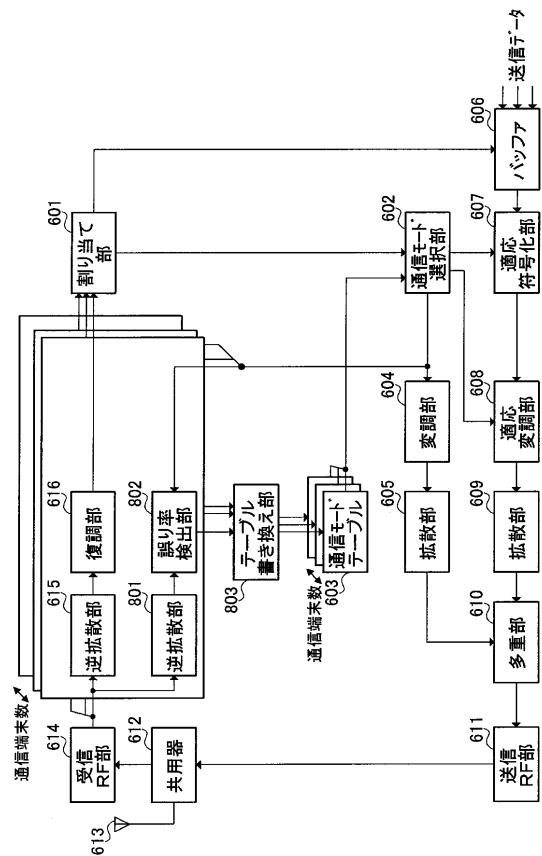 通信端末数
614
受信
RF部
612
共用器
613
615
逆拡散部
616
復調部
801
逆拡散部
802
誤り率
検出部
803
テーブル
書き換え部
通信端末数
通信モード
テーブル
603
601
割り当て
部
602
通信モード
選択部
604
変調部
605
拡散部
606
バッファ
送信データ
607
適応
符号化部
608
適応
変調部
609
拡散部
610
多重部
611
送信
RF部